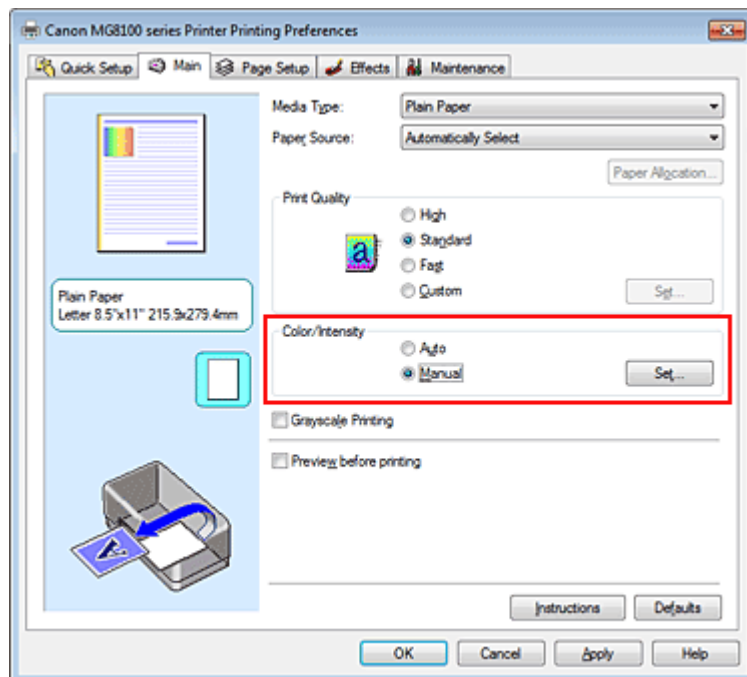 Canon MG8100 series Printer Printing Preferences
Quick Setup Main Page Setup Effects Maintenance
Media Type: Plain Paper
Paper Source: Automatically Select
Paper Allocation...
Print Quality
High
a Standard
Fast
Custom Set...
Plain Paper
Letter 8.5"x11" 215.9x279.4mm
Color/Intensity
Auto
Manual Set...
Grayscale Printing
Preview before printing
Instructions Defaults
OK Cancel Apply Help